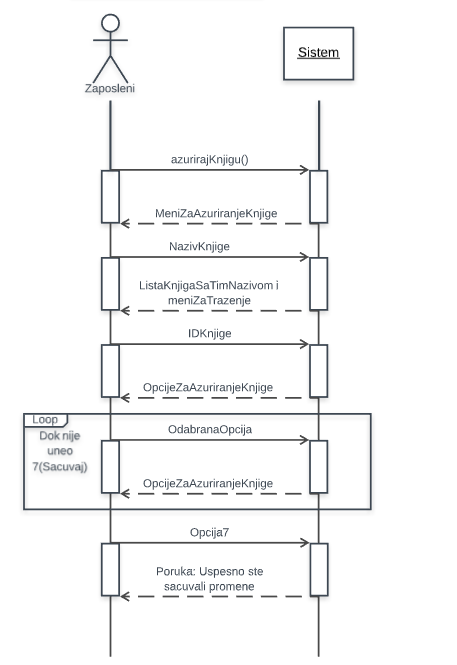 Sistem
Zaposleni
azurirajKnjigu()
MeniZaAzuriranjeKnjige
NazivKnjige
ListaKnjigaSaTimNazivom i
meniZaTrazenje
IDKnjige
OpcijeZaAzuriranjeKnjige
Loop
Dok nije
uneo
7(Sacuvaj)
OdabranaOpcija
OpcijeZaAzuriranjeKnjige
Opcija7
Poruka: Uspesno ste
sacuvali promene